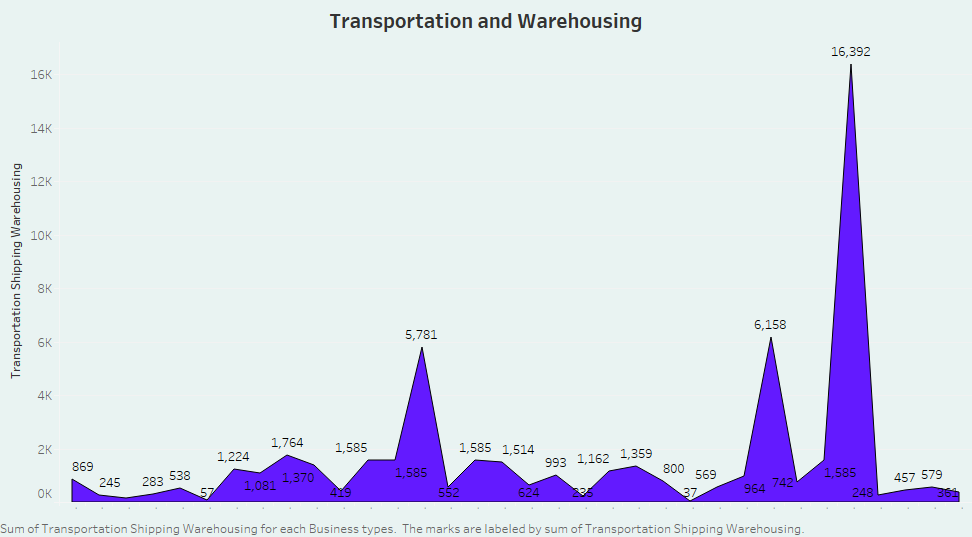 Transportation and Warehousing
Transportation Shipping Warehousing
16K
14K
12K
10K
8K
6K
4K
2K
0K
869
245
283
538
57
1,224
1,081
1,764
1,370
419
1,585
1,585
5,781
552
1,585
1,514
624
993
235
1,162
1,359
800
37
569
964
6,158
742
1,585
16,392
248
457
579
361
Sum of Transportation Shipping Warehousing for each Business types. The marks are labeled by sum of Transportation Shipping Warehousing.